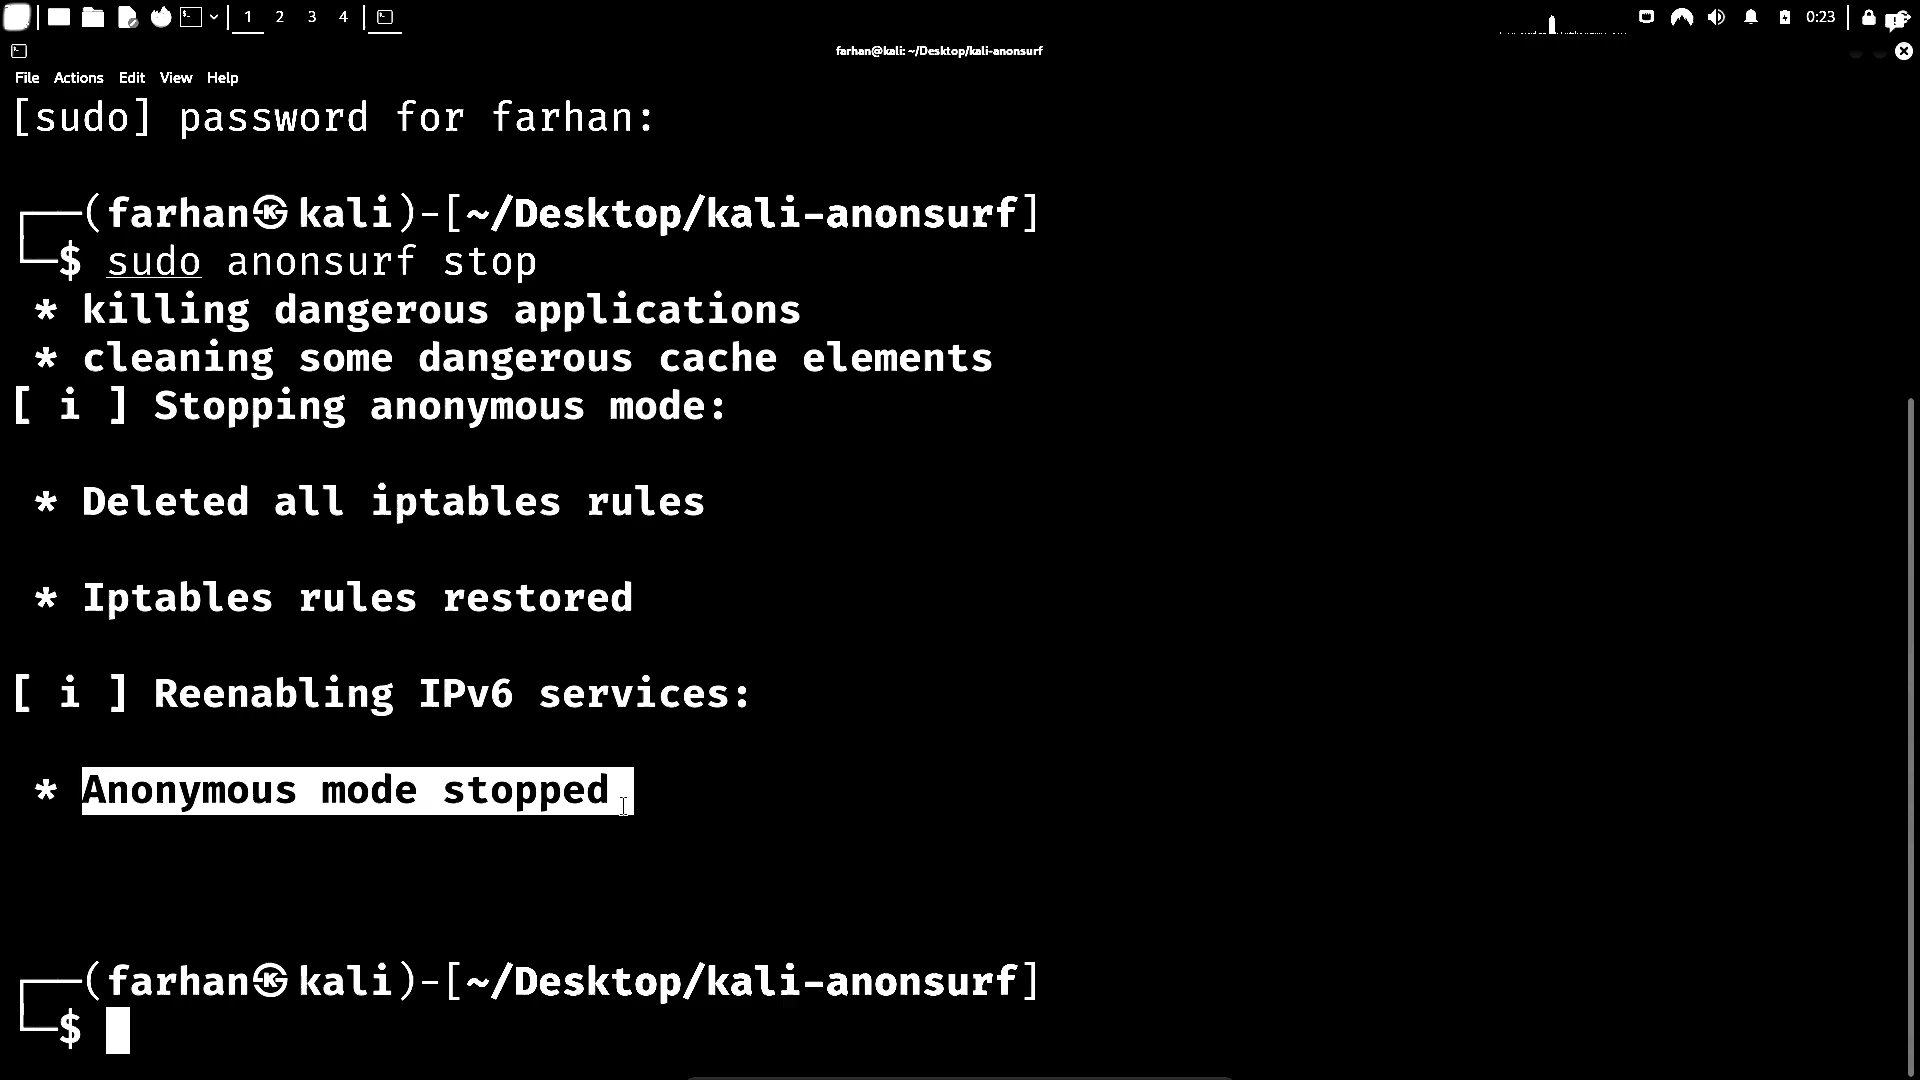 1 2 3 4 0:23
farhan@kali: ~/Desktop/kali-anonsurf
File Actions Edit View Help
[sudo] password for farhan:
┌──(farhan㉿kali)-[~/Desktop/kali-anonsurf]
└─$ sudo anonsurf stop
* killing dangerous applications
* cleaning some dangerous cache elements
[ i ] Stopping anonymous mode:
* Deleted all iptables rules
* Iptables rules restored
[ i ] Reenabling IPv6 services:
* Anonymous mode stopped
┌──(farhan㉿kali)-[~/Desktop/kali-anonsurf]
└─$